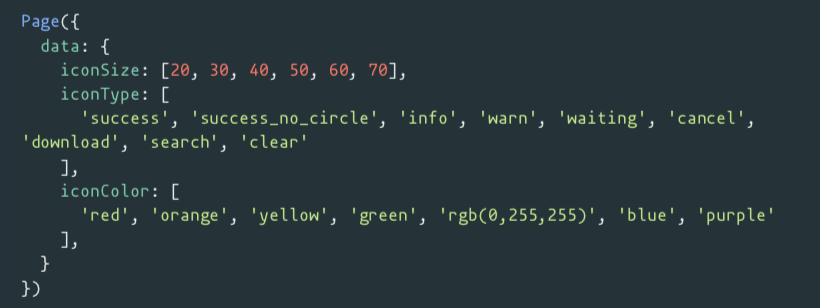 Page({
  data: {
    iconSize: [20, 30, 40, 50, 60, 70],
    iconType: [
      'success', 'success_no_circle', 'info', 'warn', 'waiting', 'cancel',
'download', 'search', 'clear'
    ],
    iconColor: [
      'red', 'orange', 'yellow', 'green', 'rgb(0,255,255)', 'blue', 'purple'
    ],
  }
})